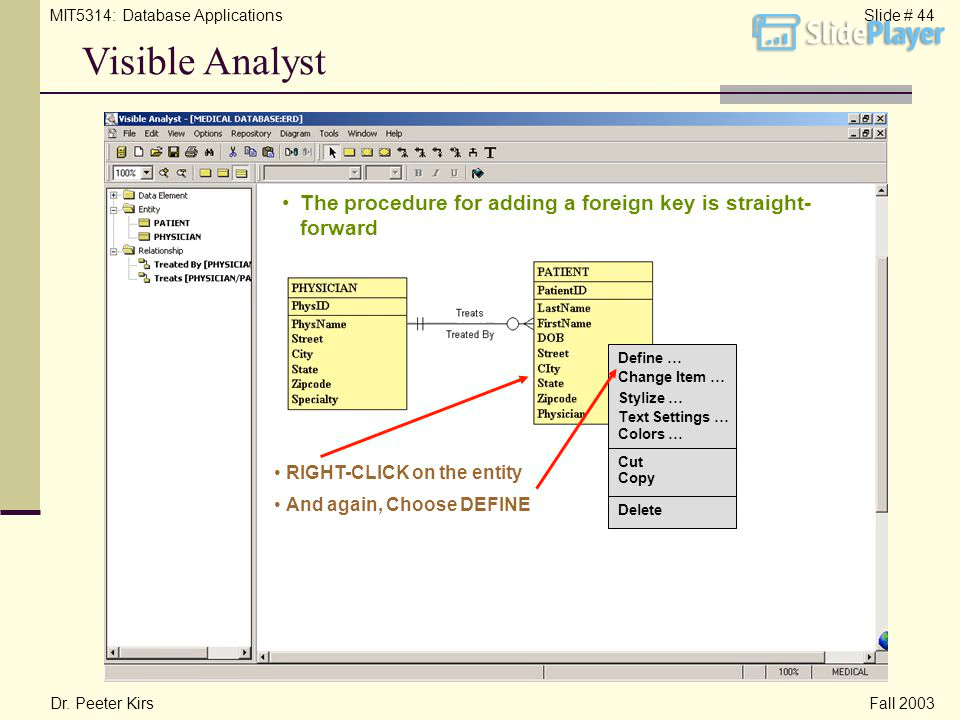 MIT5314: Database Applications
Slide # 44
SlidePlayer
Visible Analyst
Visible Analyst - [MEDICAL DATABASE:ERD]
File Edit View Options Repository Diagram Tools Window Help
T
100%
B I U
Data Element
Entity
PATIENT
PHYSICIAN
Relationship
Treated By [PHYSICIAN
Treats [PHYSICIAN/PA
• The procedure for adding a foreign key is straight-
forward
PHYSICIAN
PhysID
PhysName
Street
City
State
Zipcode
Specialty
Treats
Treated By
PATIENT
PatientID
LastName
FirstName
DOB
Street
CIty
State
Zipcode
Physician
Define …
Change Item …
Stylize …
Text Settings …
Colors …
Cut
Copy
Delete
• RIGHT-CLICK on the entity
• And again, Choose DEFINE
100%
MEDICAL
Dr. Peeter Kirs
Fall 2003